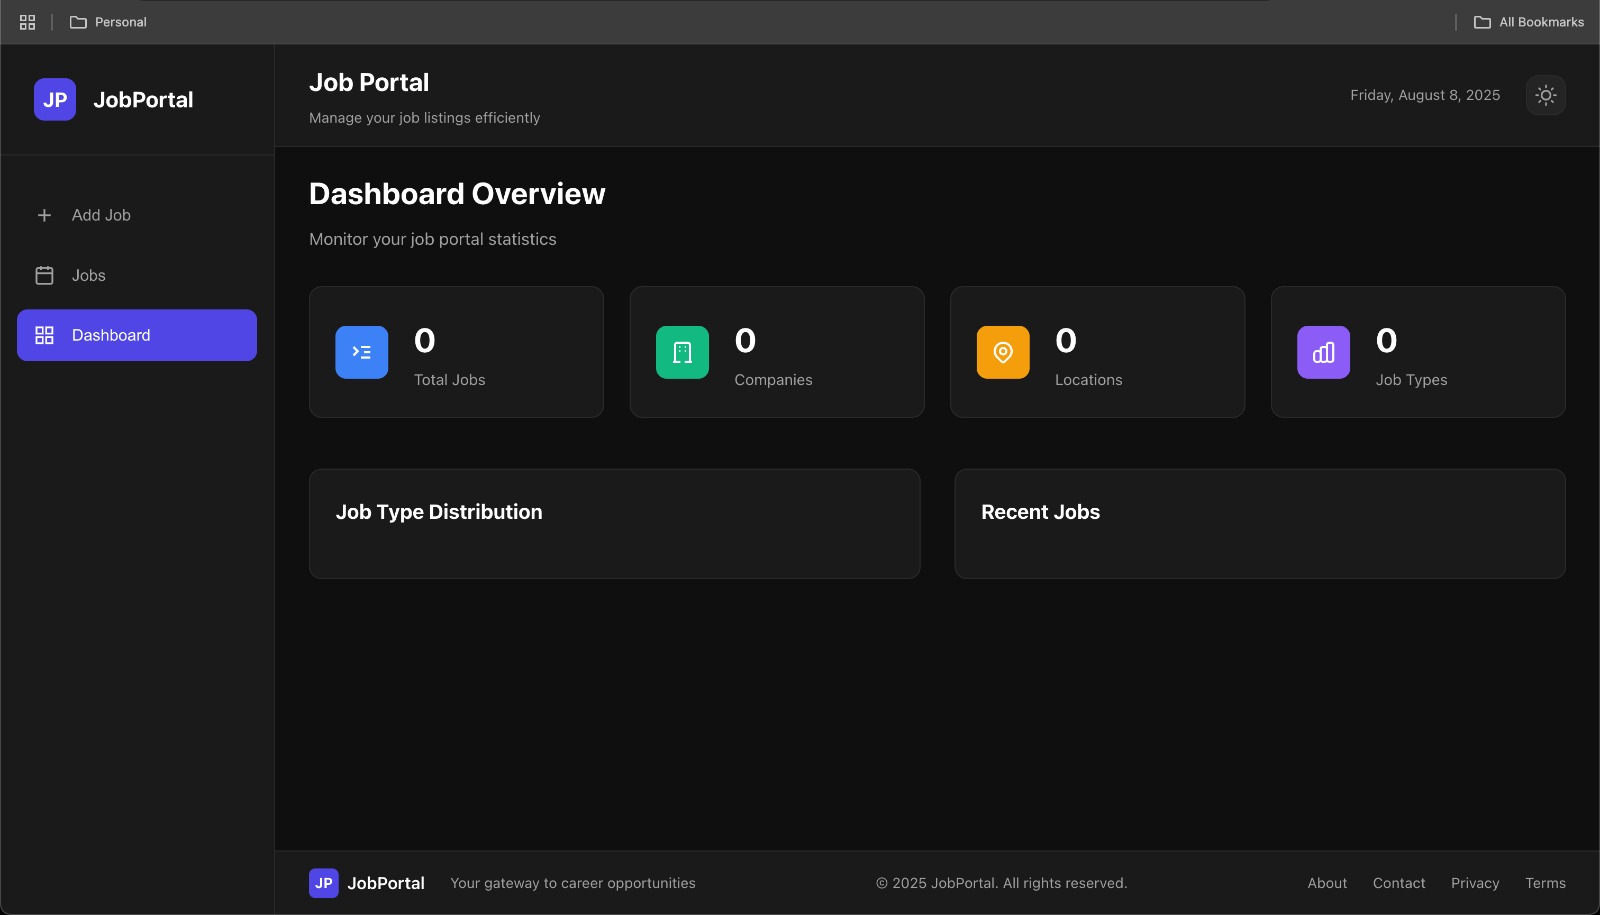 Personal
All Bookmarks
JP
JobPortal
Add Job
Jobs
Dashboard
Job Portal
Manage your job listings efficiently
Friday, August 8, 2025
Dashboard Overview
Monitor your job portal statistics
0
Total Jobs
0
Companies
0
Locations
0
Job Types
Job Type Distribution
Recent Jobs
JP
JobPortal
Your gateway to career opportunities
© 2025 JobPortal. All rights reserved.
About
Contact
Privacy
Terms